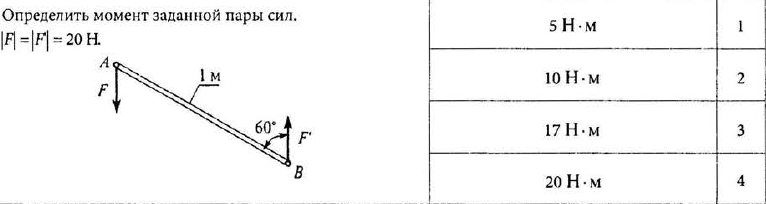 Определить момент заданной пары сил.
|F| = |F'| = 20 Н.
A
F
1 м
60°
F'
B
5 Н · м 1
10 Н · м 2
17 Н · м 3
20 Н · м 4